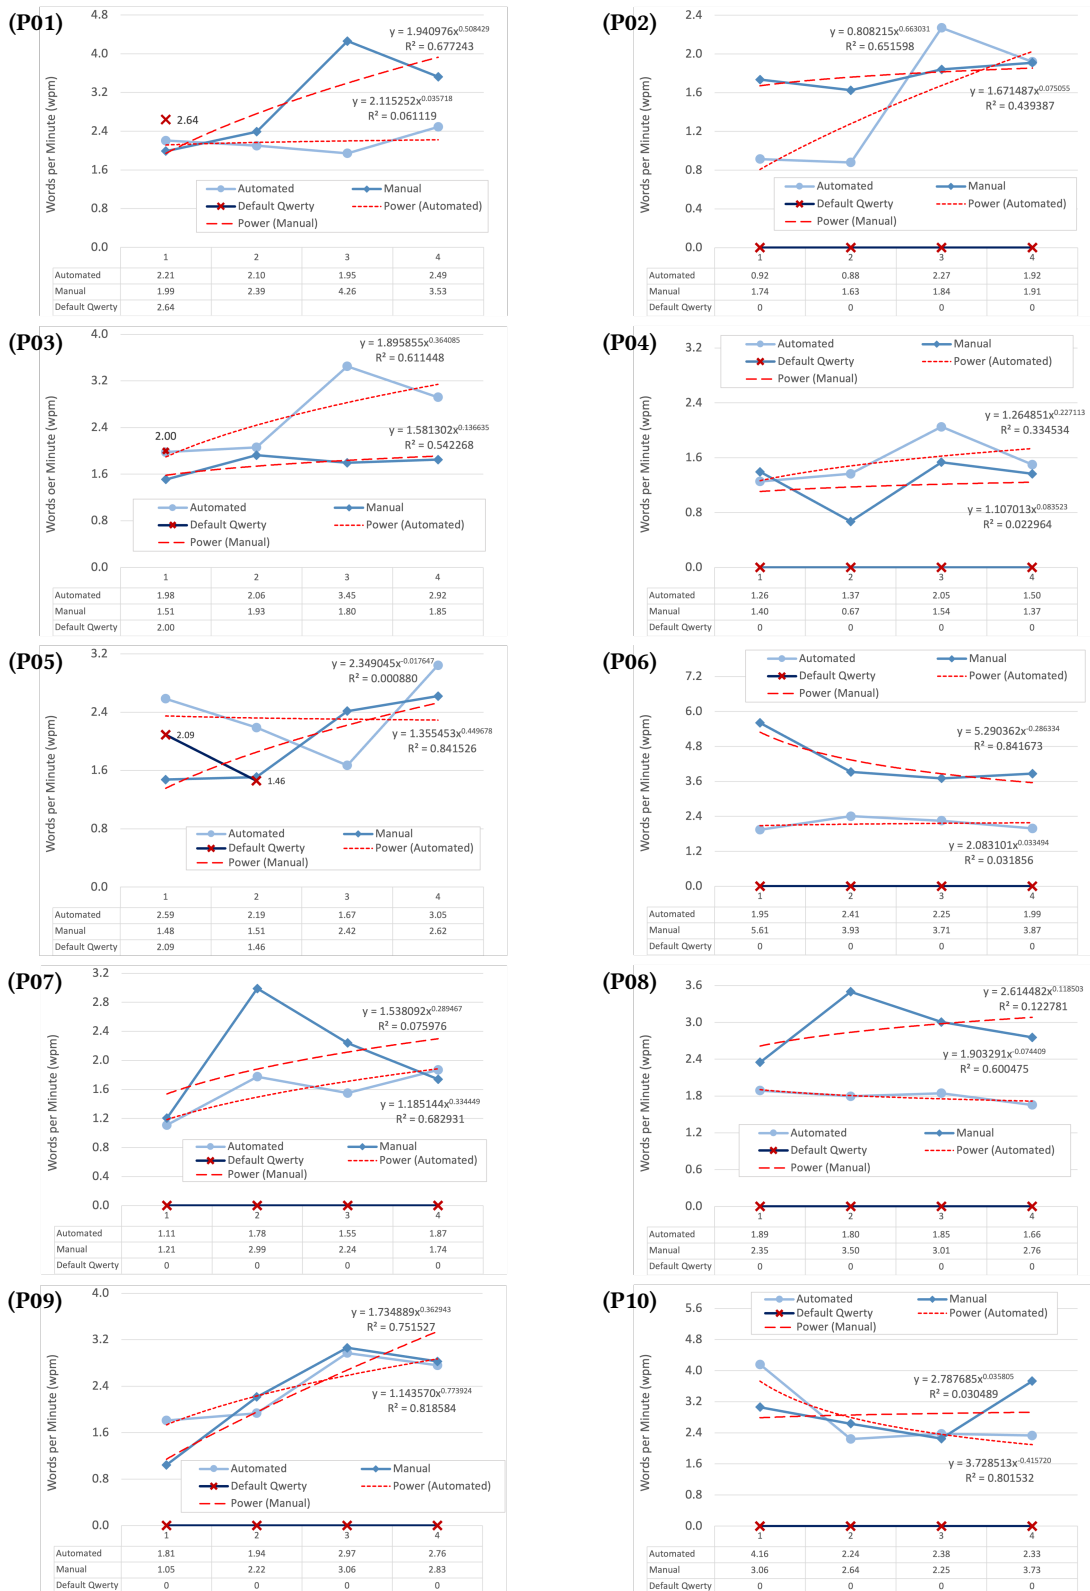 (P01)
Words per Minute (wpm)
4.8
4.0
3.2
2.4
1.6
0.8
0.0
y = 1.940976x^0.508429
R² = 0.677243
y = 2.115252x^0.035718
R² = 0.061119
2.64
Automated Manual
Default Qwerty Power (Automated)
Power (Manual)
1 2 3 4
Automated 2.21 2.10 1.95 2.49
Manual 1.99 2.39 4.26 3.53
Default Qwerty 2.64
(P02)
Words per Minute (wpm)
2.4
2.0
1.6
1.2
0.8
0.4
0.0
y = 0.808215x^0.663031
R² = 0.651598
y = 1.671487x^0.075055
R² = 0.439387
Automated Manual
Default Qwerty Power (Automated)
Power (Manual)
1 2 3 4
Automated 0.92 0.88 2.27 1.92
Manual 1.74 1.63 1.84 1.91
Default Qwerty 0 0 0 0
(P03)
Words oer Minute (wpm)
4.0
3.2
2.4
1.6
0.8
0.0
y = 1.895855x^0.364085
R² = 0.611448
2.00
y = 1.581302x^0.136635
R² = 0.542268
Automated Manual
Default Qwerty Power (Automated)
Power (Manual)
1 2 3 4
Automated 1.98 2.06 3.45 2.92
Manual 1.51 1.93 1.80 1.85
Default Qwerty 2.00
(P04)
Words per Minute (wpm)
3.2
2.4
1.6
0.8
0.0
Automated Manual
Default Qwerty Power (Automated)
Power (Manual)
y = 1.264851x^0.227113
R² = 0.334534
y = 1.107013x^0.083523
R² = 0.022964
1 2 3 4
Automated 1.26 1.37 2.05 1.50
Manual 1.40 0.67 1.54 1.37
Default Qwerty 0 0 0 0
(P05)
Words per Minute (wpm)
3.2
2.4
1.6
0.8
0.0
y = 2.349045x^-0.017647
R² = 0.000880
2.09
y = 1.355453x^0.449678
R² = 0.841526
1.46
Automated Manual
Default Qwerty Power (Automated)
Power (Manual)
1 2 3 4
Automated 2.59 2.19 1.67 3.05
Manual 1.48 1.51 2.42 2.62
Default Qwerty 2.09 1.46
(P06)
Words per Minute (wpm)
7.2
6.0
4.8
3.6
2.4
1.2
0.0
Automated Manual
Default Qwerty Power (Automated)
Power (Manual)
y = 5.290362x^-0.286334
R² = 0.841673
y = 2.083101x^0.033494
R² = 0.031856
1 2 3 4
Automated 1.95 2.41 2.25 1.99
Manual 5.61 3.93 3.71 3.87
Default Qwerty 0 0 0 0
(P07)
Words per Minute (wpm)
3.2
2.8
2.4
2.0
1.6
1.2
0.8
0.4
0.0
y = 1.538092x^0.289467
R² = 0.075976
y = 1.185144x^0.334449
R² = 0.682931
Automated Manual
Default Qwerty Power (Automated)
Power (Manual)
1 2 3 4
Automated 1.11 1.78 1.55 1.87
Manual 1.21 2.99 2.24 1.74
Default Qwerty 0 0 0 0
(P08)
Words per Minute (wpm)
3.6
3.0
2.4
1.8
1.2
0.6
0.0
y = 2.614482x^0.118503
R² = 0.122781
y = 1.903291x^-0.074409
R² = 0.600475
Automated Manual
Default Qwerty Power (Automated)
Power (Manual)
1 2 3 4
Automated 1.89 1.80 1.85 1.66
Manual 2.35 3.50 3.01 2.76
Default Qwerty 0 0 0 0
(P09)
Words per Minute (wpm)
4.0
3.2
2.4
1.6
0.8
0.0
y = 1.734889x^0.362943
R² = 0.751527
y = 1.143570x^0.773924
R² = 0.818584
Automated Manual
Default Qwerty Power (Automated)
Power (Manual)
1 2 3 4
Automated 1.81 1.94 2.97 2.76
Manual 1.05 2.22 3.06 2.83
Default Qwerty 0 0 0 0
(P10)
Words per Minute (wpm)
5.6
4.8
4.0
3.2
2.4
1.6
0.8
0.0
Automated Manual
Default Qwerty Power (Automated)
Power (Manual)
y = 2.787685x^0.035805
R² = 0.030489
y = 3.728513x^-0.415720
R² = 0.801532
1 2 3 4
Automated 4.16 2.24 2.38 2.33
Manual 3.06 2.64 2.25 3.73
Default Qwerty 0 0 0 0